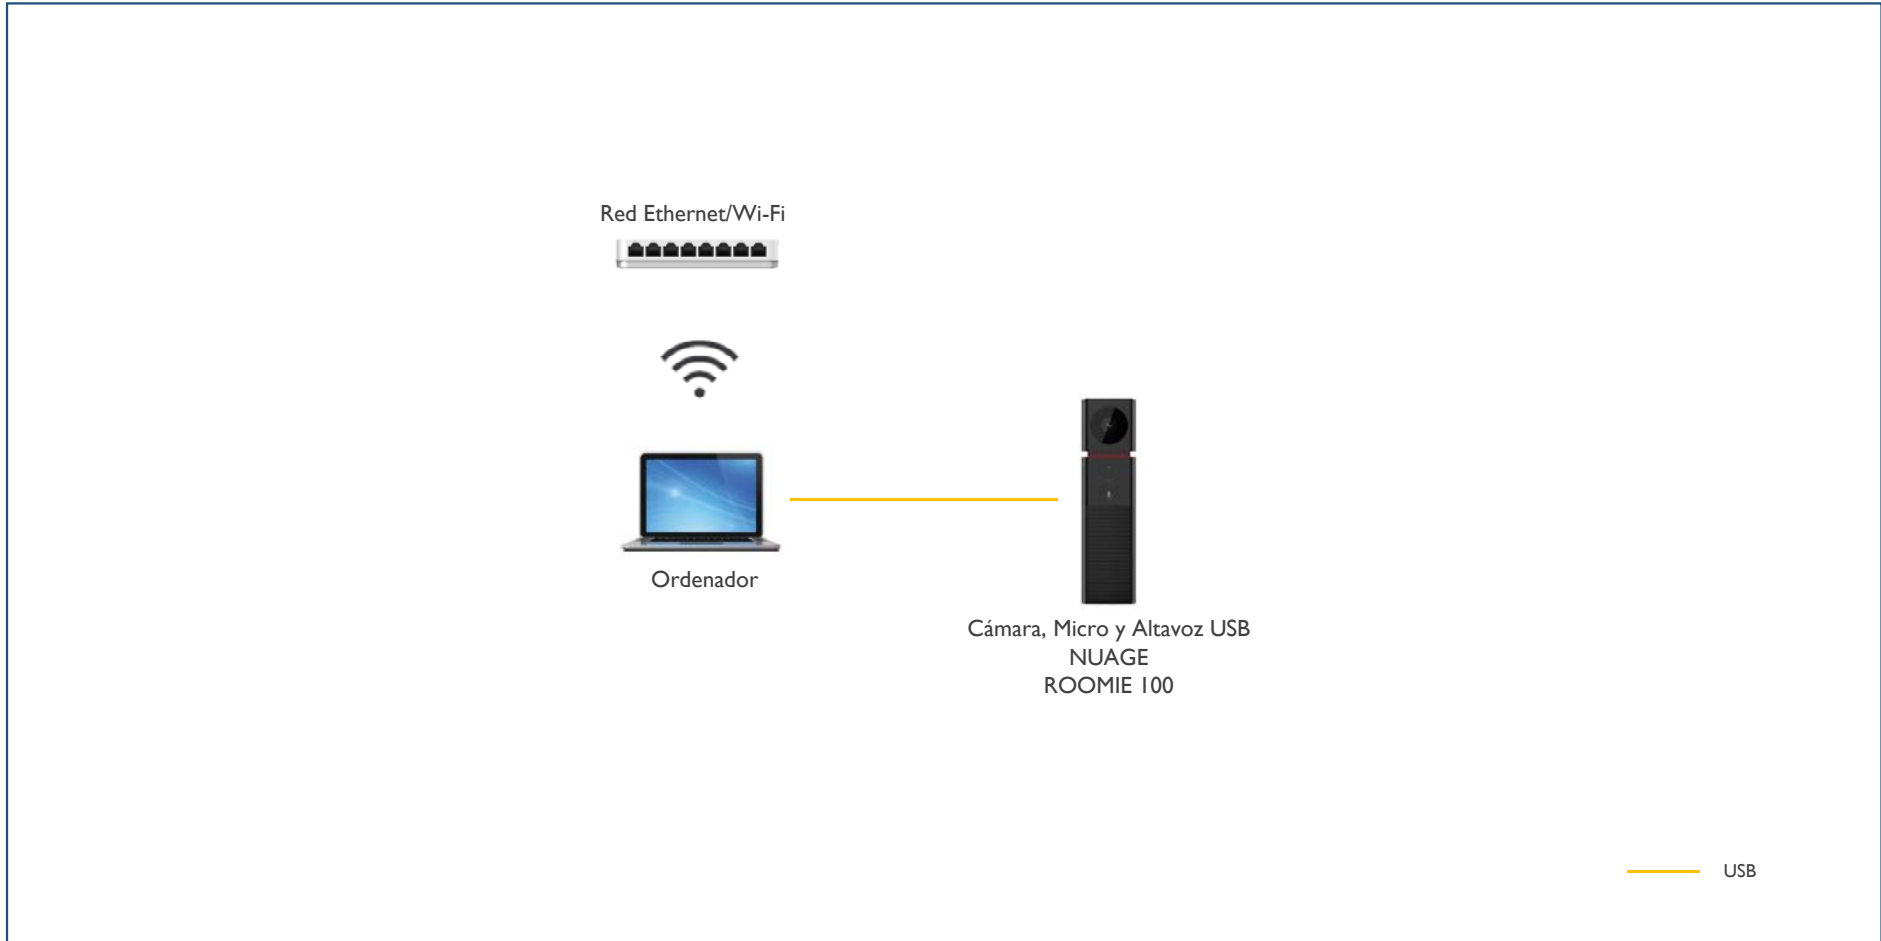 Red Ethernet/Wi-Fi
Ordenador
Cámara, Micro y Altavoz USB
NUAGE
ROOMIE 100
USB